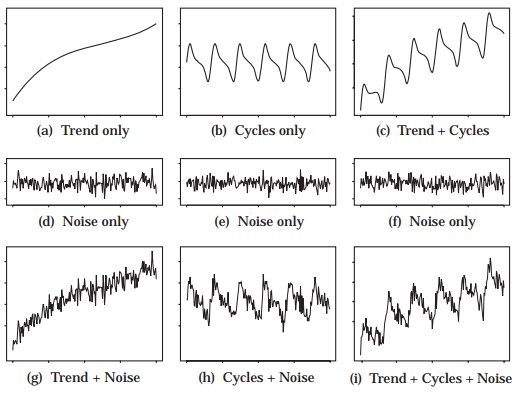 (a) Trend only
(b) Cycles only
(c) Trend + Cycles
(d) Noise only
(e) Noise only
(f) Noise only
(g) Trend + Noise
(h) Cycles + Noise
(i) Trend + Cycles + Noise